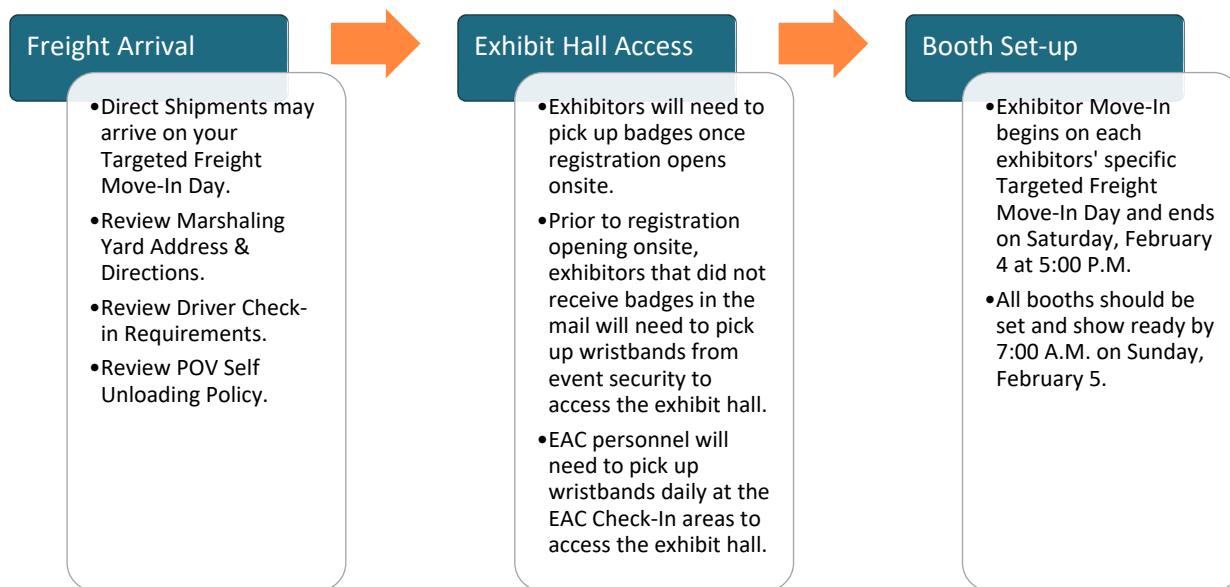 Freight Arrival
•Direct Shipments may
arrive on your
Targeted Freight
Move-In Day.
•Review Marshaling
Yard Address &
Directions.
•Review Driver Check-
in Requirements.
•Review POV Self
Unloading Policy.
Exhibit Hall Access
•Exhibitors will need to
pick up badges once
registration opens
onsite.
•Prior to registration
opening onsite,
exhibitors that did not
receive badges in the
mail will need to pick
up wristbands from
event security to
access the exhibit hall.
•EAC personnel will
need to pick up
wristbands daily at the
EAC Check-In areas to
access the exhibit hall.
Booth Set-up
•Exhibitor Move-In
begins on each
exhibitors' specific
Targeted Freight
Move-In Day and ends
on Saturday, February
4 at 5:00 P.M.
•All booths should be
set and show ready by
7:00 A.M. on Sunday,
February 5.